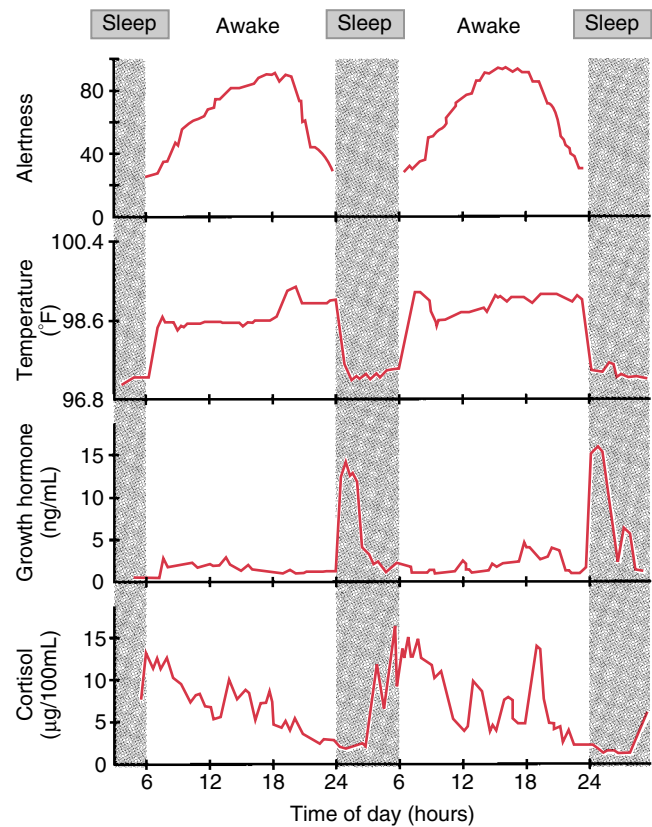 Sleep Awake Sleep Awake Sleep
Alertness
80
40
0
Temperature
(°F)
100.4
98.6
96.8
Growth hormone
(ng/mL)
15
10
5
0
Cortisol
(μg/100mL)
15
10
5
0
6 12 18 24 6 12 14 24
Time of day (hours)